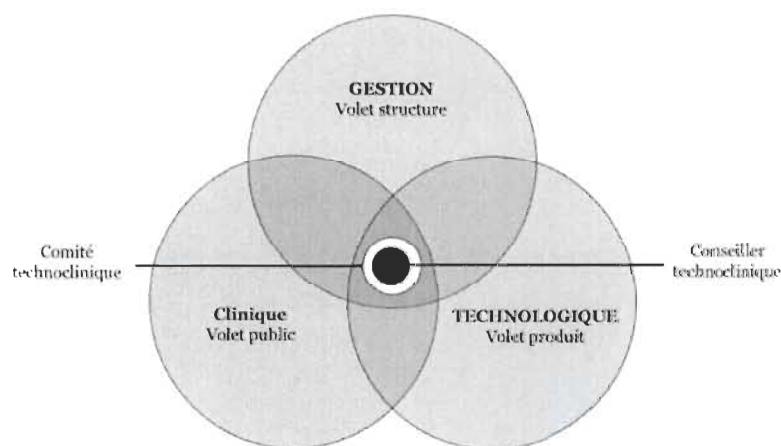 GESTION
Volet structure
Comité
technoclinique
Conseiller
technoclinique
Clinique
Volet public
TECHNOLOGIQUE
Volet produit